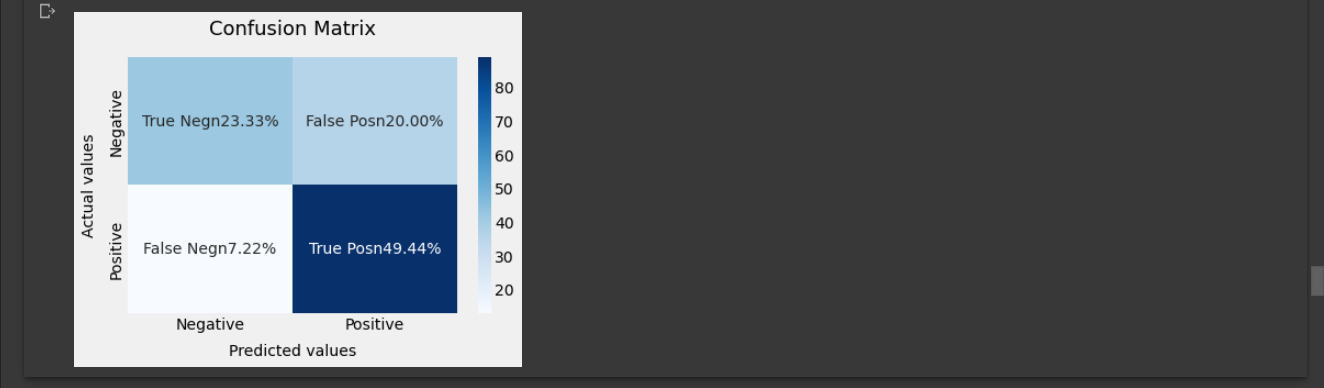 Confusion Matrix
Actual values
Negative
Positive
True Negn23.33%
False Posn20.00%
False Negn7.22%
True Posn49.44%
Negative
Positive
Predicted values
80
70
60
50
40
30
20